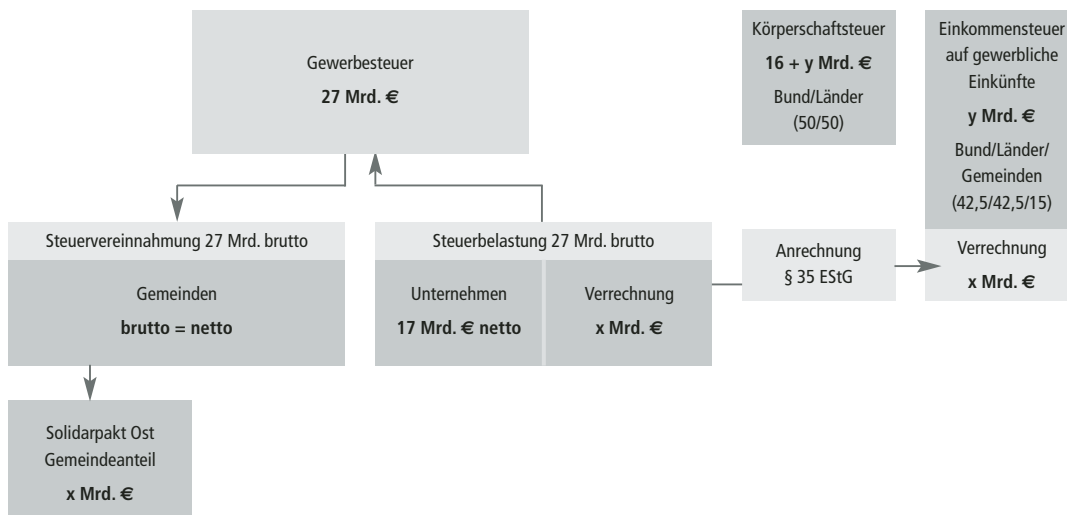 Gewerbesteuer
27 Mrd. €
Körperschaftsteuer
16 + y Mrd. €
Bund/Länder
(50/50)
Einkommensteuer
auf gewerbliche
Einkünfte
y Mrd. €
Bund/Länder/
Gemeinden
(42,5/42,5/15)
Steuervereinnahmung 27 Mrd. brutto
Gemeinden
brutto = netto
Steuerbelastung 27 Mrd. brutto
Unternehmen
17 Mrd. € netto
Verrechnung
x Mrd. €
Anrechnung
§ 35 EStG
Verrechnung
x Mrd. €
Solidarpakt Ost
Gemeindeanteil
x Mrd. €